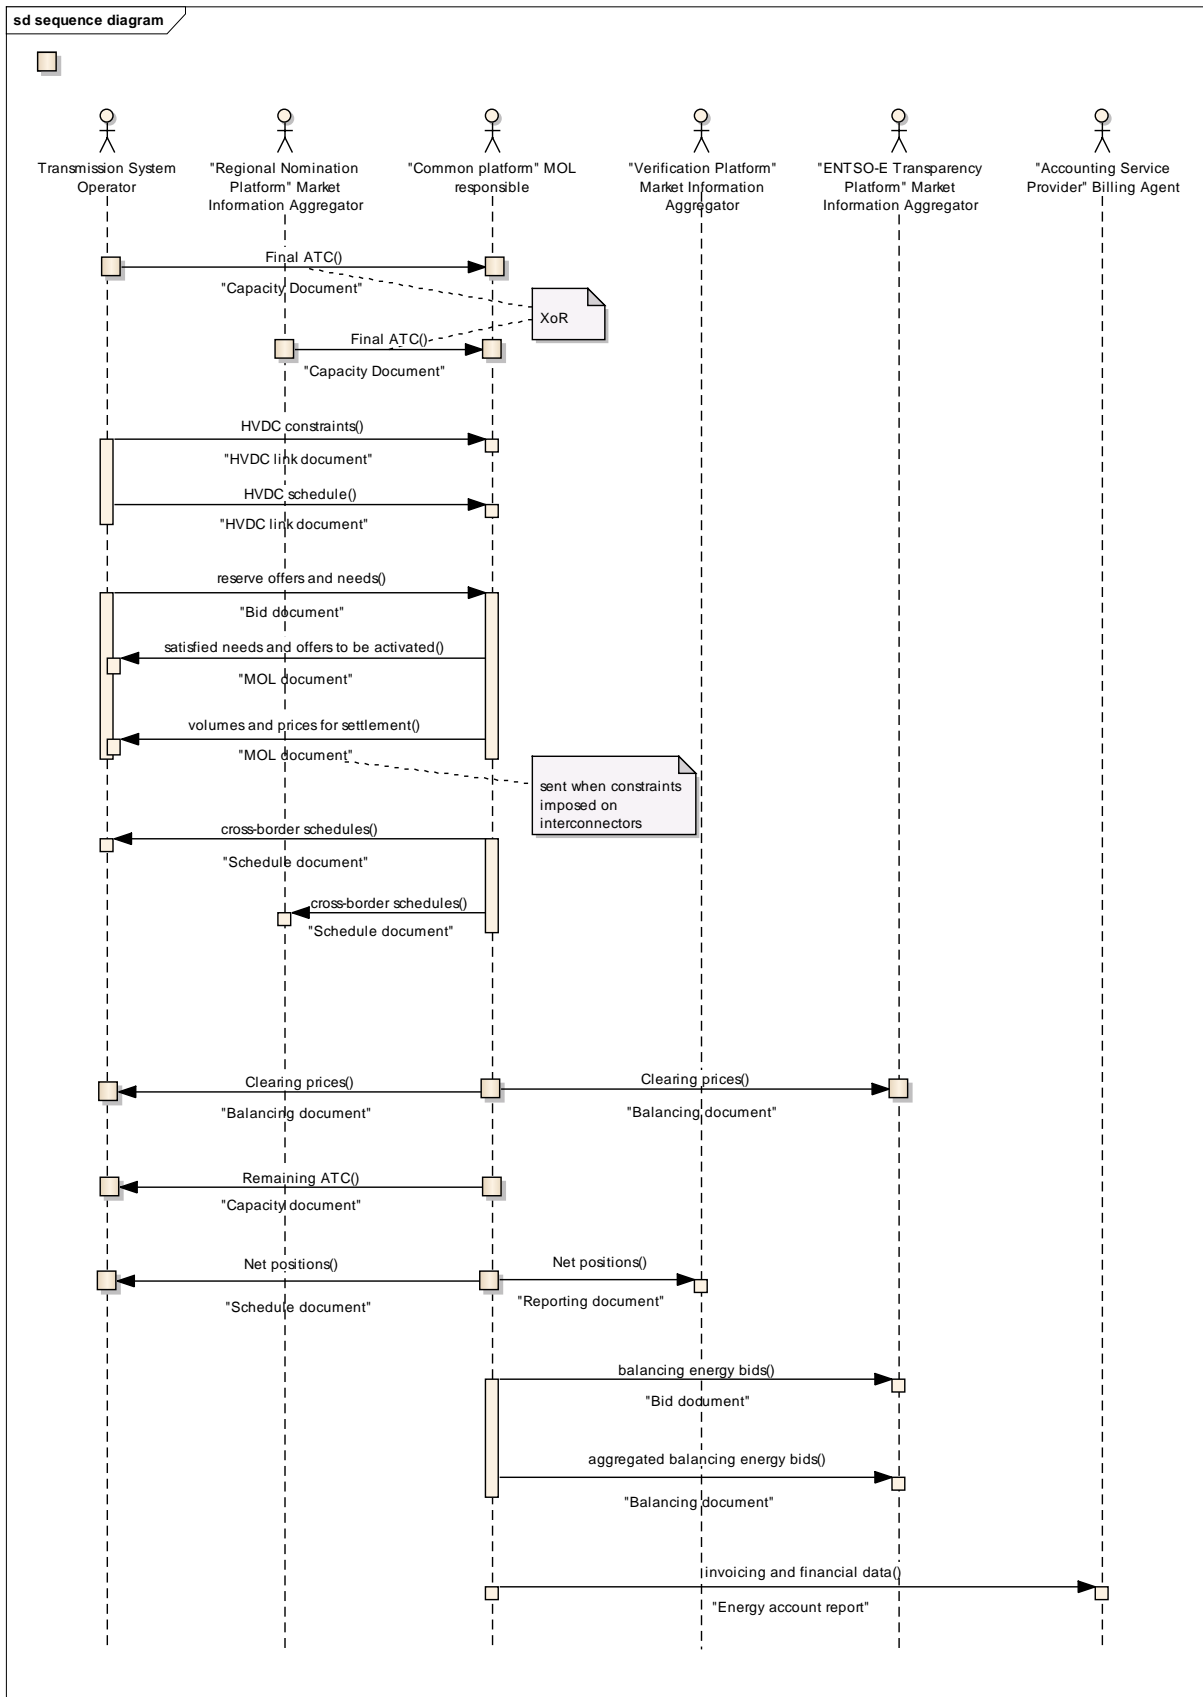 sd sequence diagram
Transmission System
Operator
"Regional Nomination
Platform" Market
Information Aggregator
"Common platform" MOL
responsible
"Verification Platform"
Market Information
Aggregator
"ENTSO-E Transparency
Platform" Market
Information Aggregator
"Accounting Service
Provider" Billing Agent
Final ATC()
"Capacity Document"
XoR
Final ATC()
"Capacity Document"
HVDC constraints()
"HVDC link document"
HVDC schedule()
"HVDC link document"
reserve offers and needs()
"Bid document"
satisfied needs and offers to be activated()
"MOL document"
volumes and prices for settlement()
"MOL document"
sent when constraints
imposed on
interconnectors
cross-border schedules()
"Schedule document"
cross-border schedules()
"Schedule document"
Clearing prices()
"Balancing document"
Clearing prices()
"Balancing document"
Remaining ATC()
"Capacity document"
Net positions()
"Schedule document"
Net positions()
"Reporting document"
balancing energy bids()
"Bid document"
aggregated balancing energy bids()
"Balancing document"
invoicing and financial data()
"Energy account report"